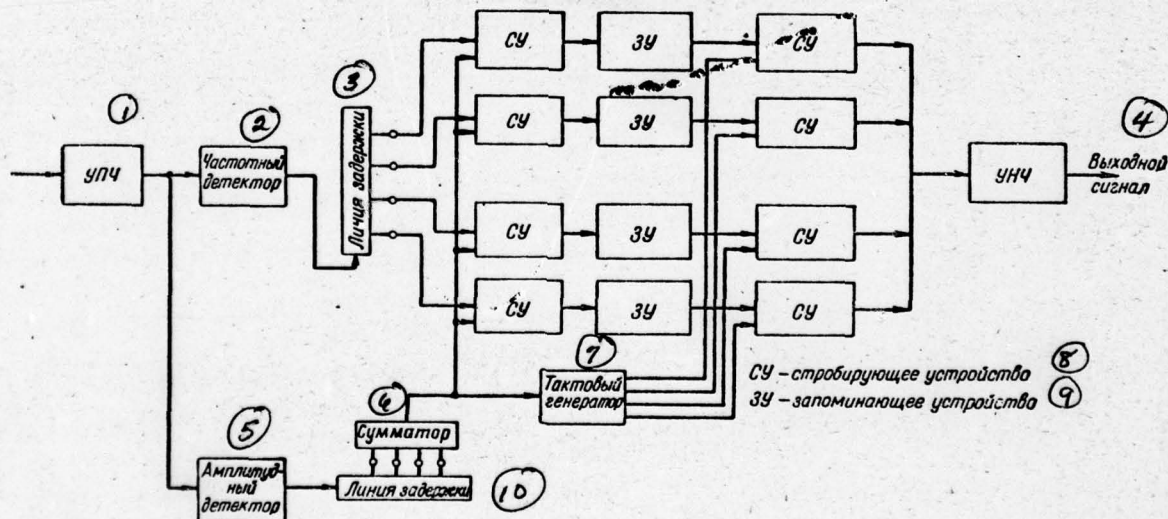 СУ
ЗУ
СУ
①
②
③
④
УПЧ
Частотный
детектор
Линия задержки
СУ
ЗУ
СУ
УНЧ
Выходной
сигнал
СУ
ЗУ
СУ
СУ
ЗУ
СУ
⑦
Тактовый
генератор
СУ – стробирующее устройство ⑧
ЗУ – запоминающее устройство ⑨
⑥
Сумматор
⑤
Амплитуд-
ный
детектор
Линия задержки
⑩